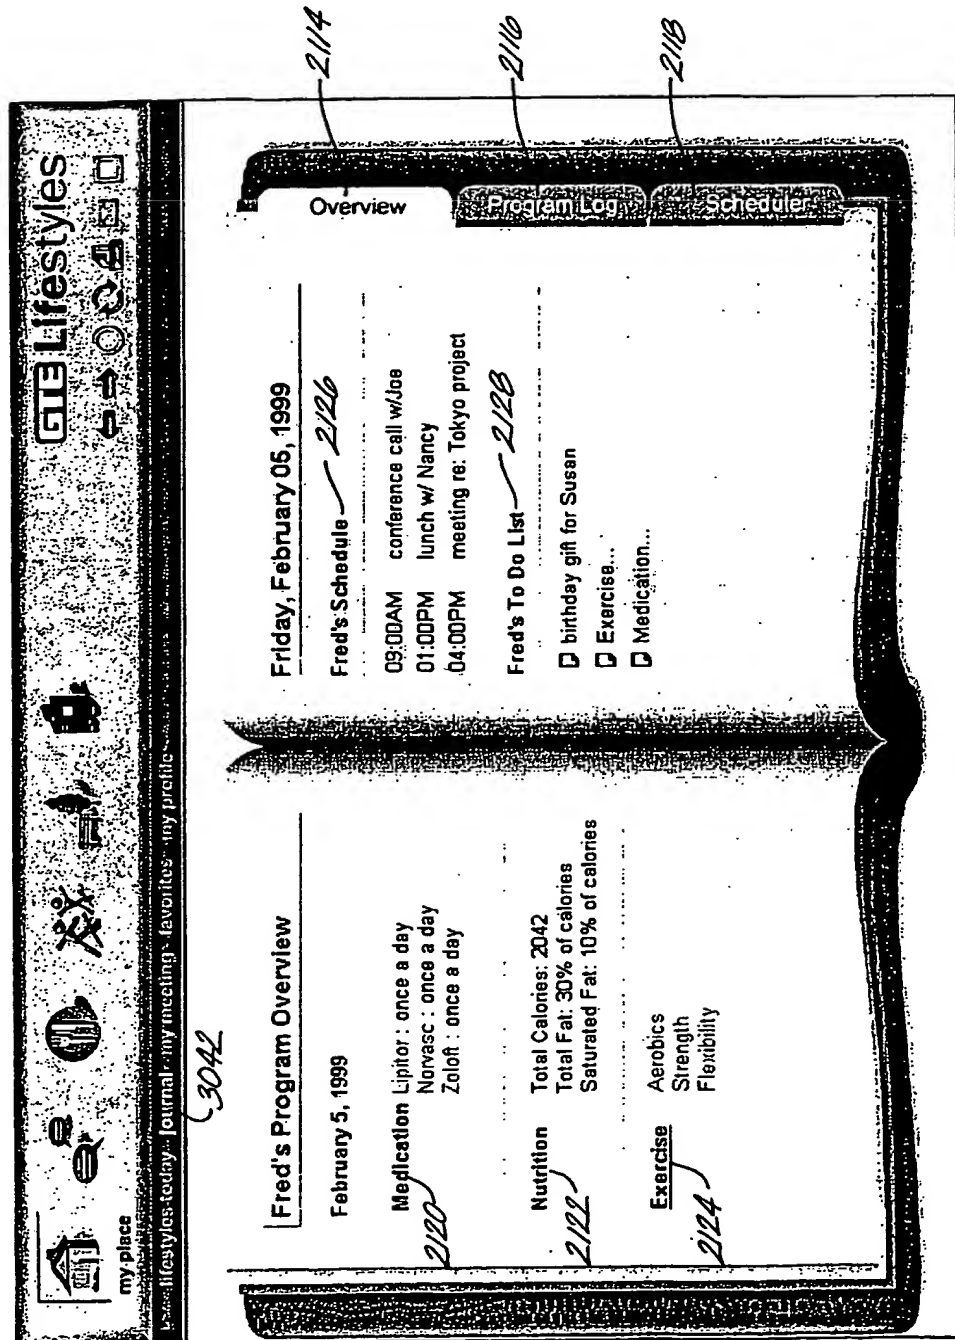 GTE Lifestyles
my place
lifestyles today · journal · my meeting · favorites · my profile
3042
Fred's Program Overview
February 5, 1999
Medication Lipitor : once a day
Norvasc : once a day
Zoloft : once a day
2120
Nutrition Total Calories: 2042
Total Fat: 30% of calories
Saturated Fat: 10% of calories
2122
Exercise Aerobics
Strength
Flexibility
2124
Friday, February 05, 1999
Fred's Schedule 2126
09:00AM conference call w/Joe
01:00PM lunch w/ Nancy
04:00PM meeting re: Tokyo project
Fred's To Do List 2128
birthday gift for Susan
Exercise...
Medication...
Overview 2114
Program Log 2116
Scheduler 2118